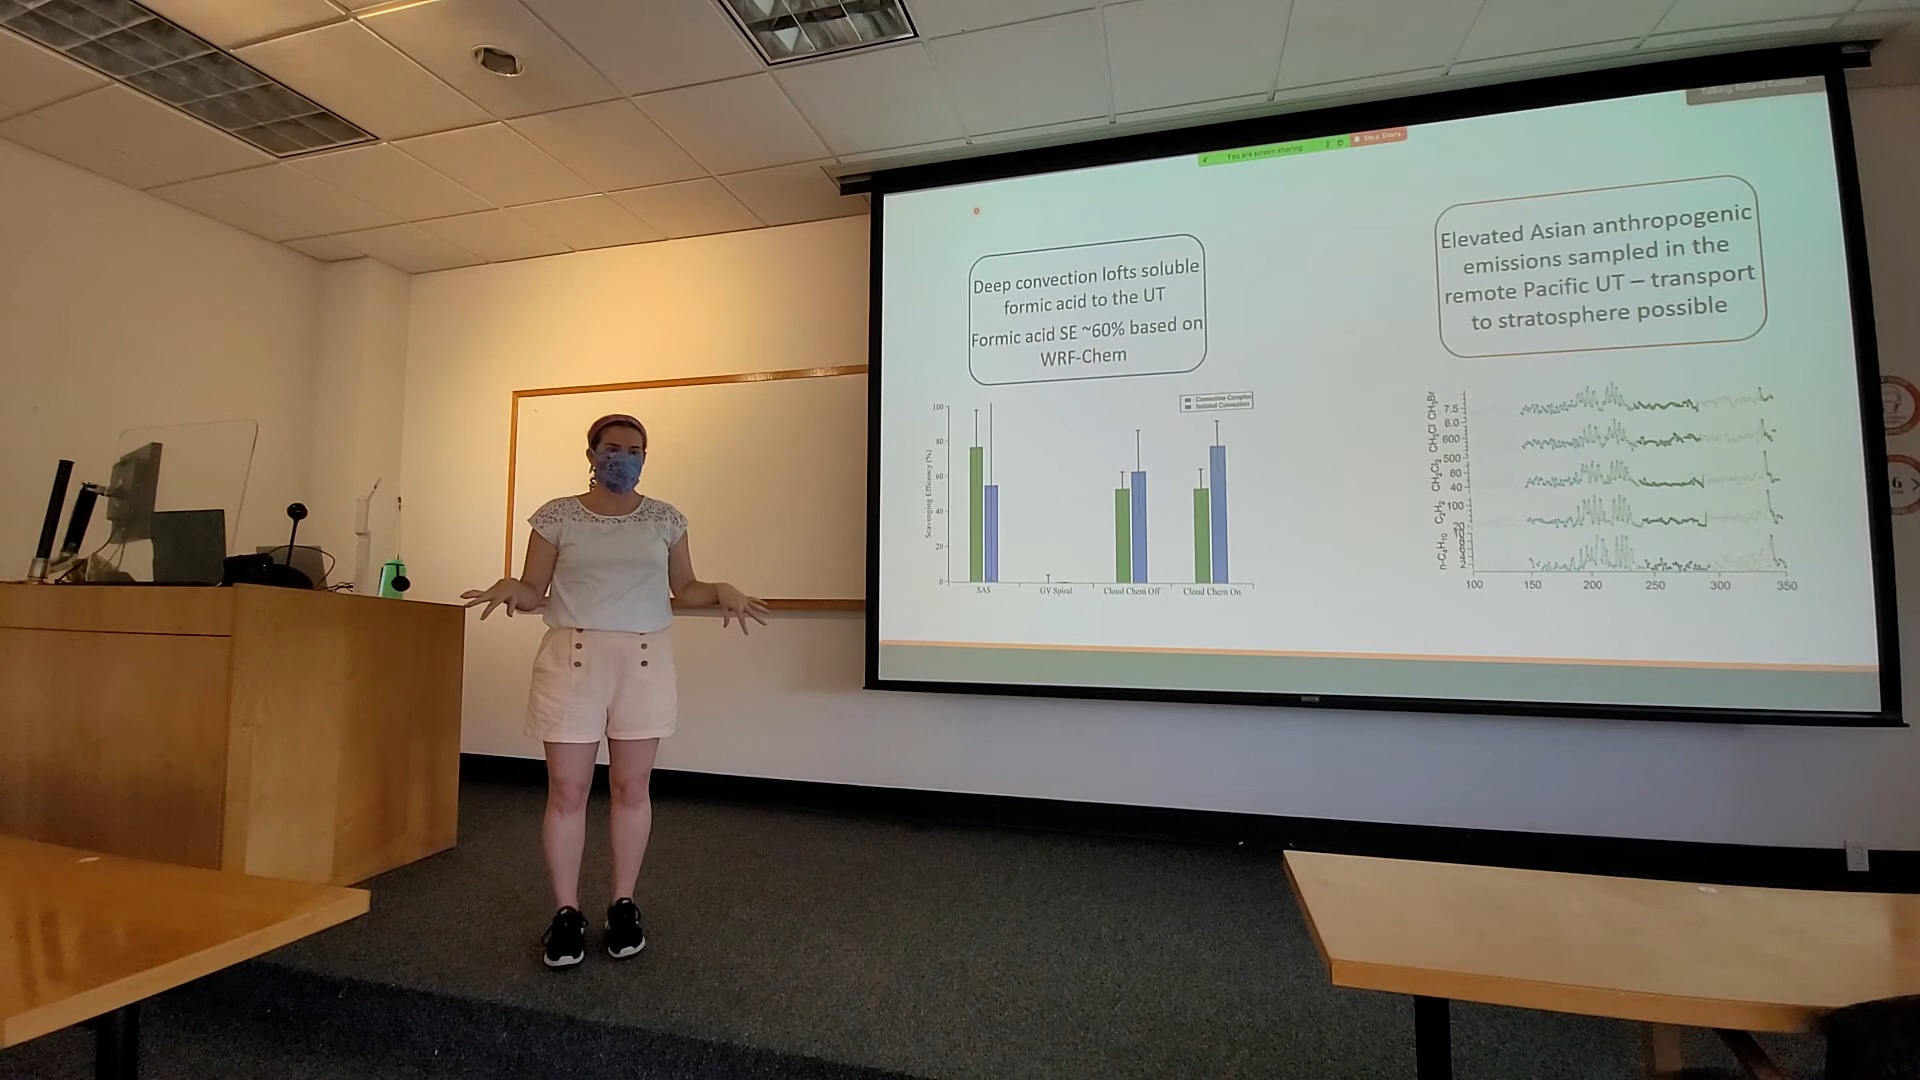 You are screen sharing
Stop Share
Deep convection lofts soluble
formic acid to the UT
Formic acid SE ~60% based on
WRF-Chem
Elevated Asian anthropogenic
emissions sampled in the
remote Pacific UT – transport
to stratosphere possible
Convective Complex
Isolated Convection
Scavenging Efficiency (%)
100
80
60
40
20
0
SAS
GV Spiral
Cloud Chem Off
Cloud Chem On
CH₃Br
7.5
6.0
CH₃Cl
600
500
CH₂Cl₂
80
40
C₂H₂
100
20
n-C₄H₁₀
10
100
150
200
250
300
350
6